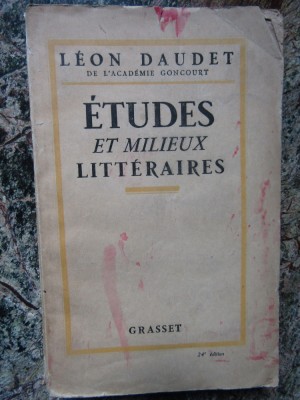 LÉON DAUDET
DE L'ACADÉMIE GONCOURT
ÉTUDES
ET MILIEUX
LITTÉRAIRES
GRASSET
24e édition